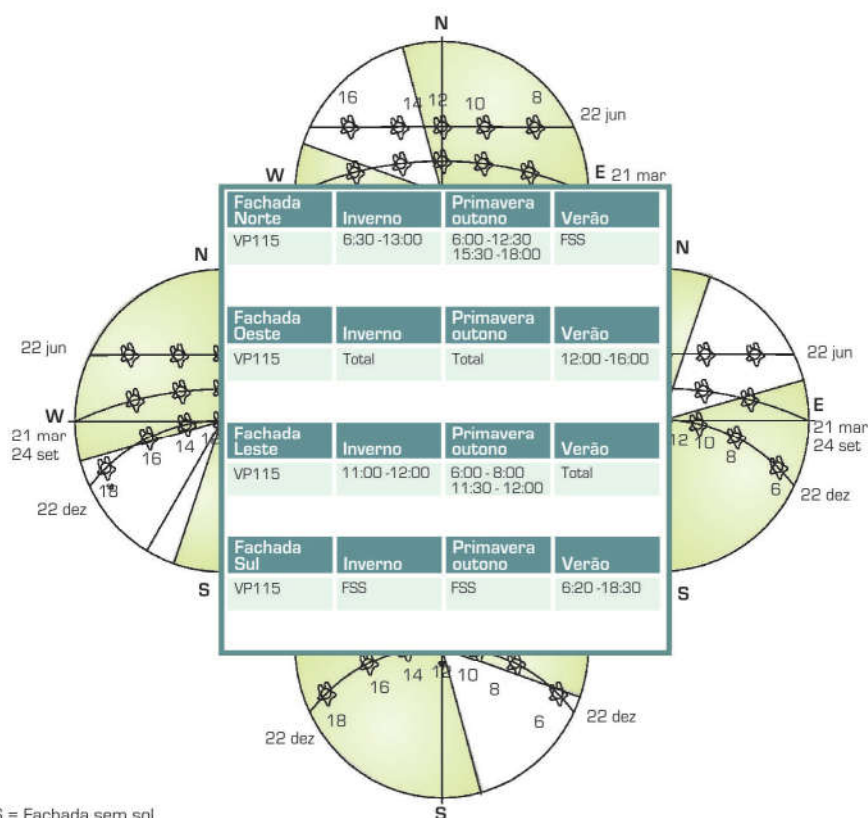 N
16 14 12 10 8
22 jun
W
E 21 mar
Fachada Norte Inverno Primavera outono Verão
VP115 6:30 -13:00 6:00 -12:30 FSS
15:30 -18:00
N
N
Fachada Oeste Inverno Primavera outono Verão
VP115 Total Total 12:00 -16:00
22 jun
22 jun
W
21 mar
24 set
16 14
18
22 dez
E
21 mar
24 set
12 10 8 6
22 dez
Fachada Leste Inverno Primavera outono Verão
VP115 11:00 -12:00 6:00 - 8:00 Total
11:30 - 12:00
Fachada Sul Inverno Primavera outono Verão
VP115 FSS FSS 6:20 -18:30
S
S
18 16 14 12 10 8 6
22 dez
22 dez
S
= Fachada sem sol